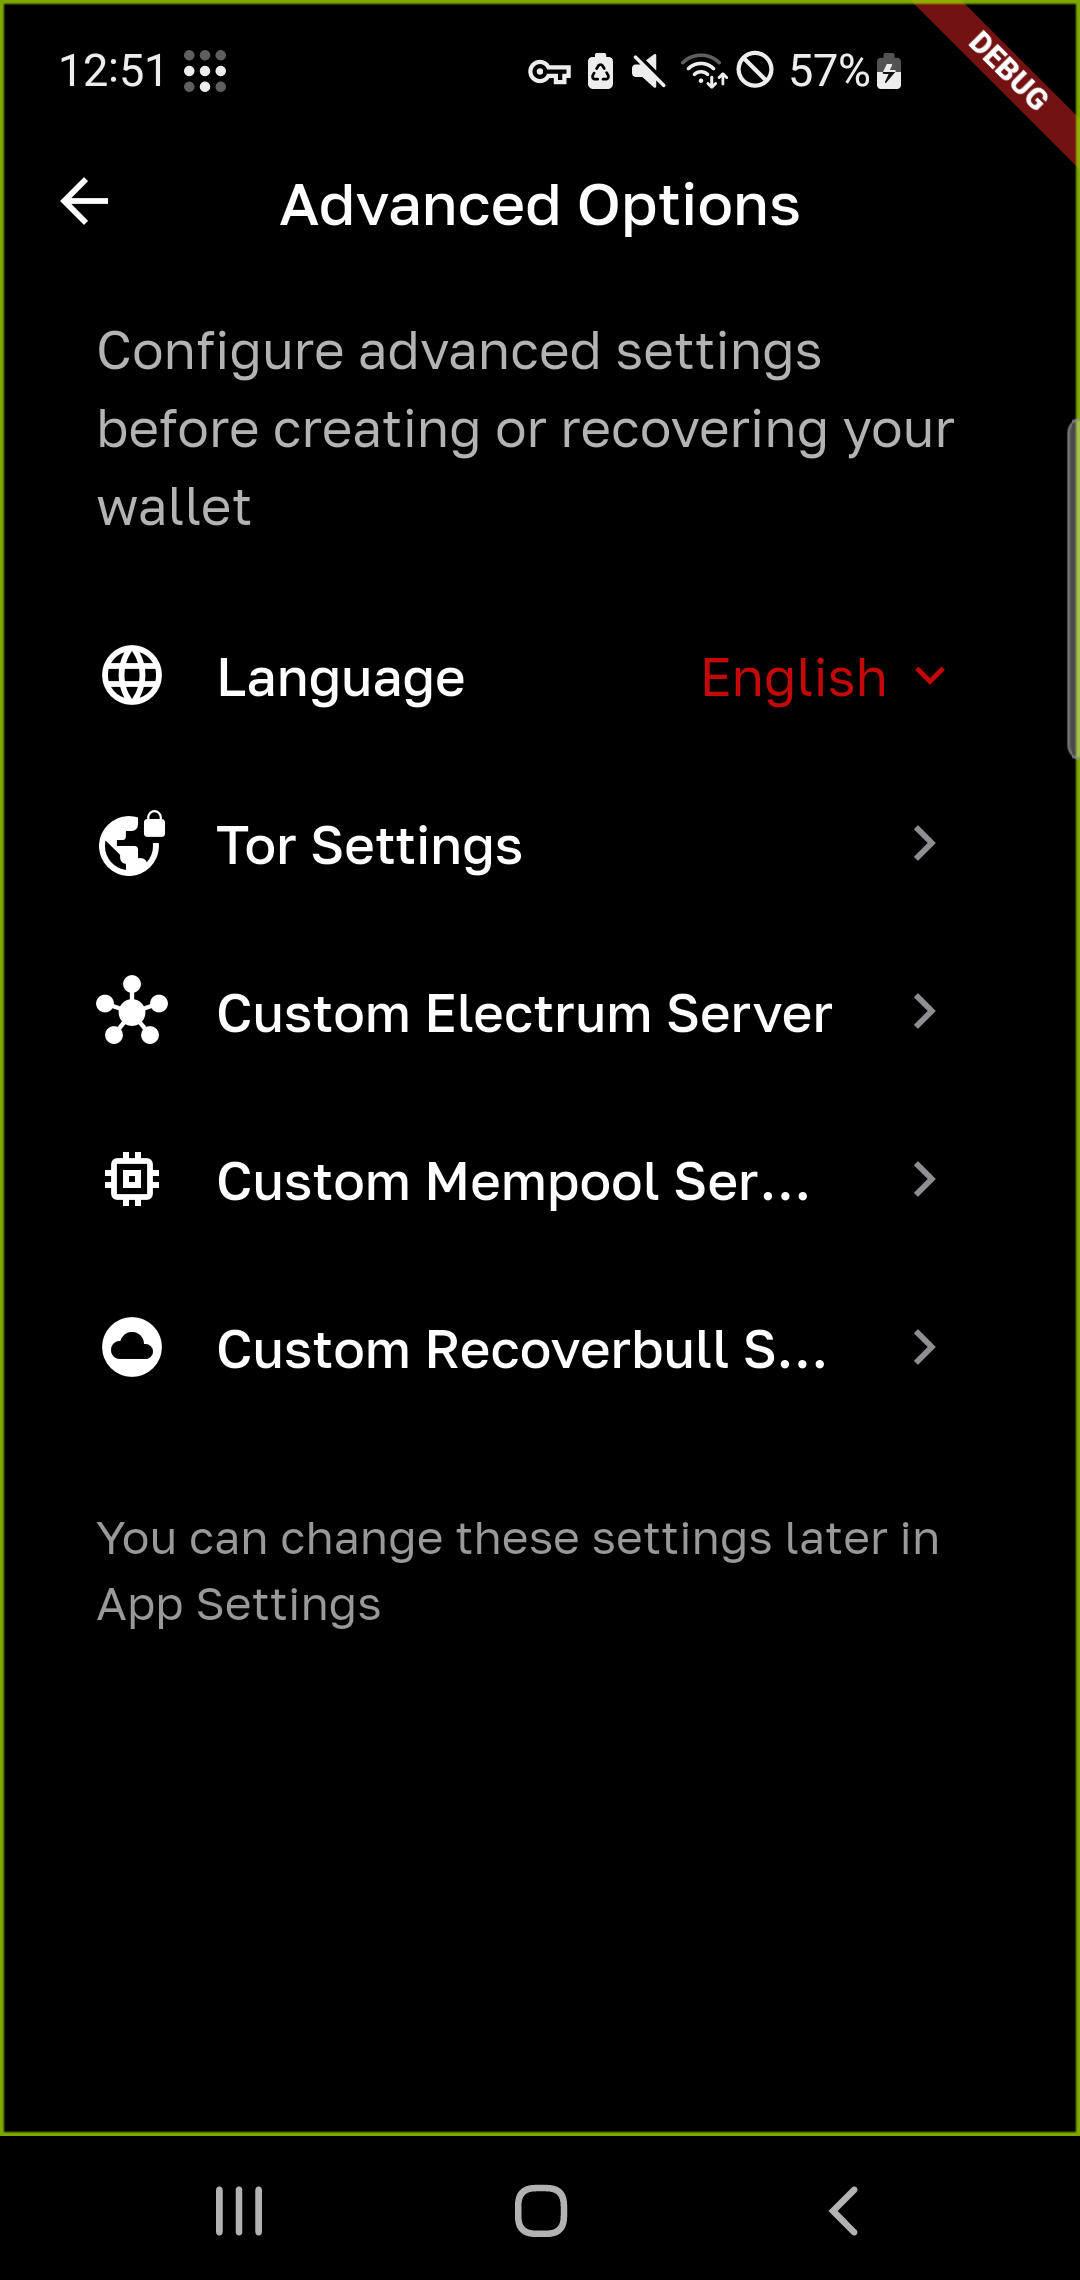 12:51
57%
DEBUG
Advanced Options
Configure advanced settings
before creating or recovering your
wallet
Language
English
Tor Settings
Custom Electrum Server
Custom Mempool Ser...
Custom Recoverbull S...
You can change these settings later in
App Settings